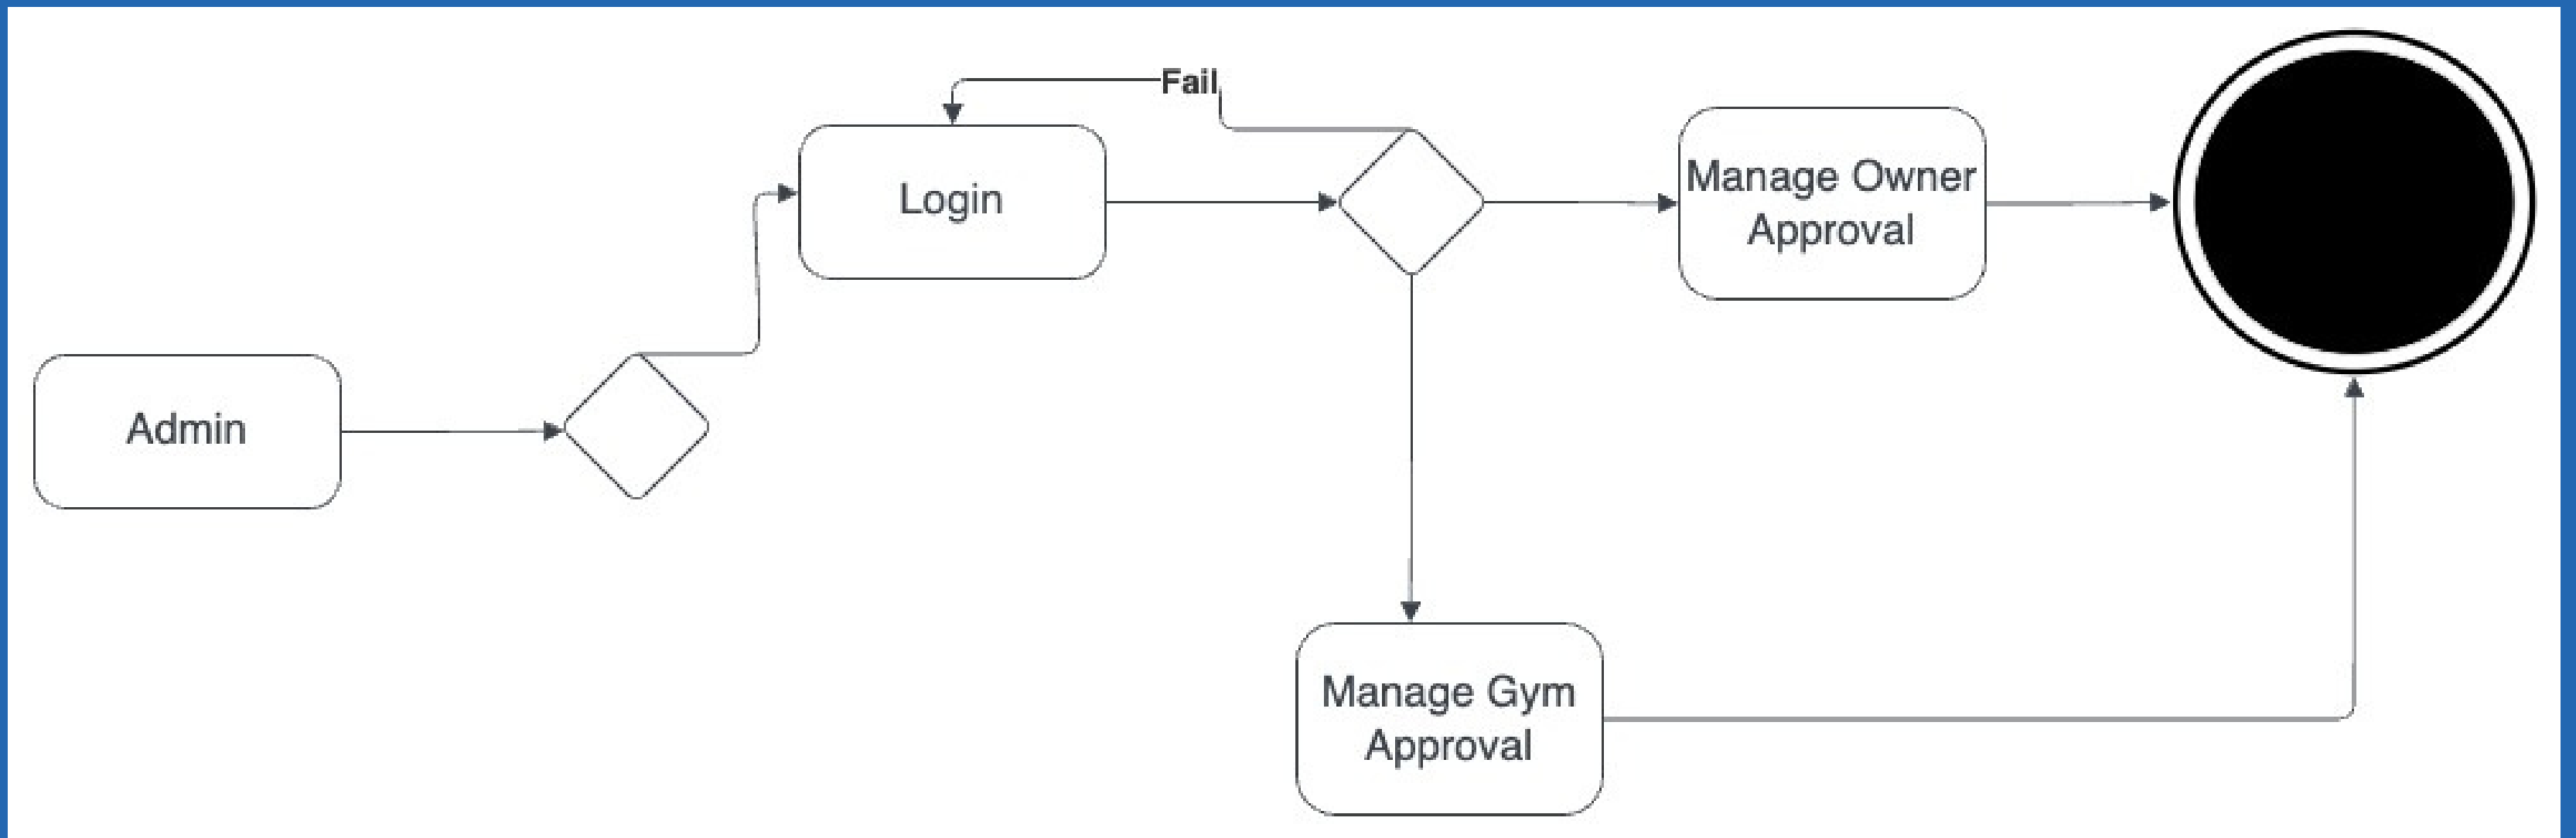 Fail
Login
Manage Owner
Approval
Admin
Manage Gym
Approval